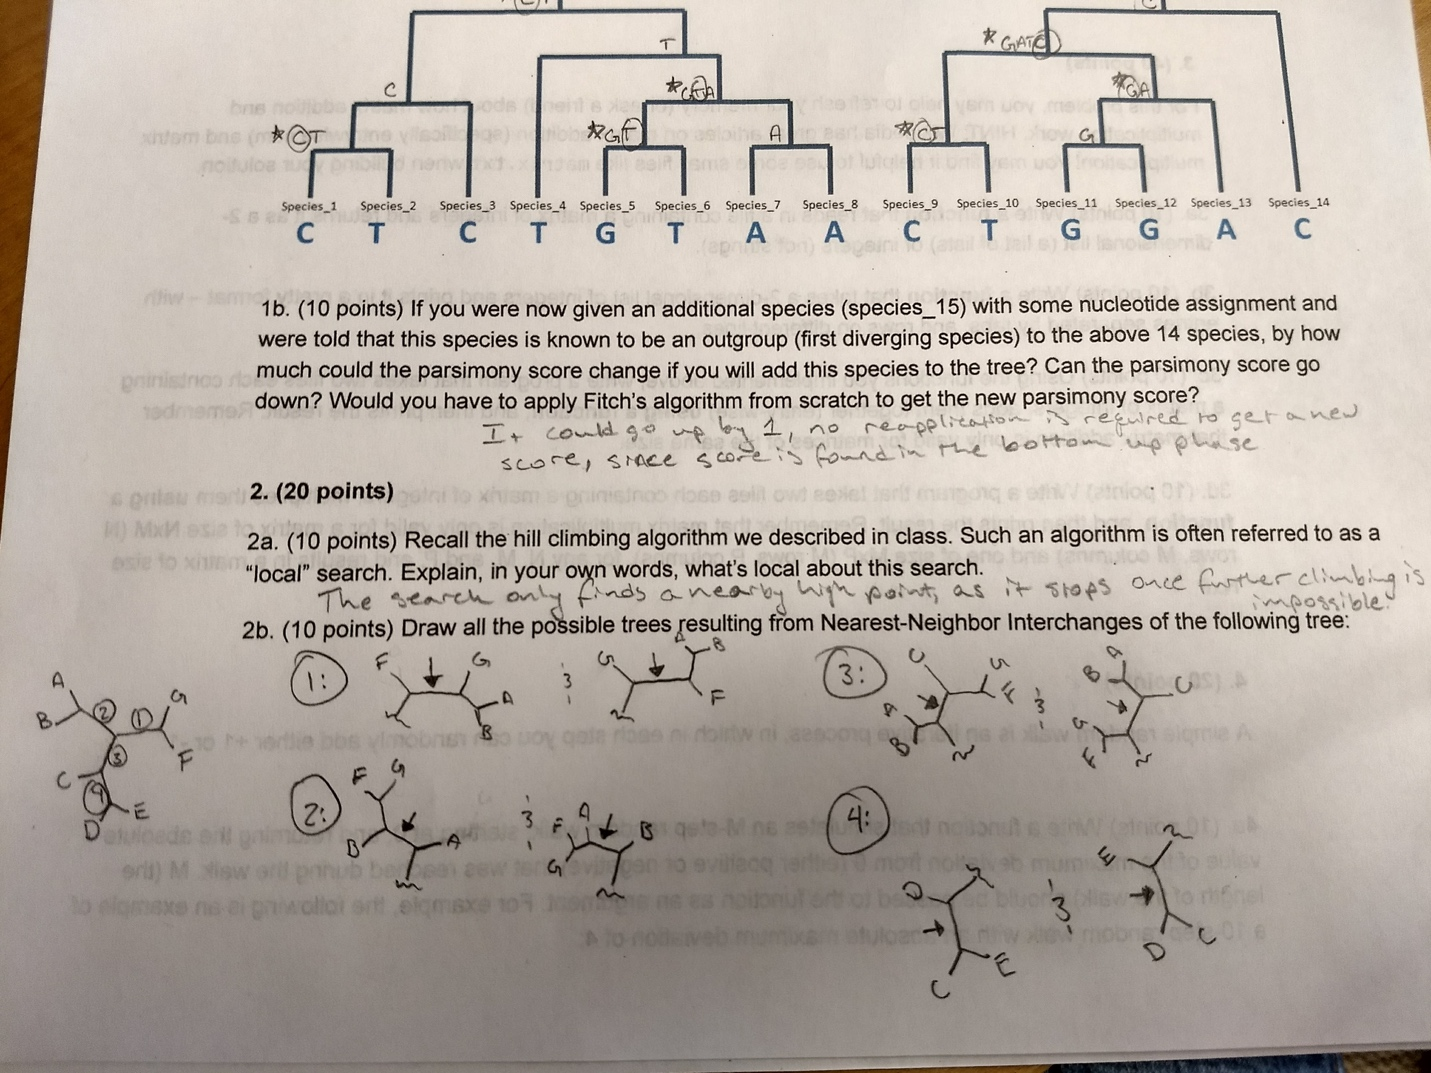 C T
T
*GATC
C
*GTA
*GA
*CT
*GT
A
*CT
G
Species_1 Species_2 Species_3 Species_4 Species_5 Species_6 Species_7 Species_8 Species_9 Species_10 Species_11 Species_12 Species_13 Species_14
C T C T G T A A C T G G A C
1b. (10 points) If you were now given an additional species (species_15) with some nucleotide assignment and
were told that this species is known to be an outgroup (first diverging species) to the above 14 species, by how
much could the parsimony score change if you will add this species to the tree? Can the parsimony score go
down? Would you have to apply Fitch's algorithm from scratch to get the new parsimony score?
It could go up by 1, no reapplication is required to get a new
score, since score is found in the bottom up phase
2. (20 points)
2a. (10 points) Recall the hill climbing algorithm we described in class. Such an algorithm is often referred to as a
"local" search. Explain, in your own words, what's local about this search.
The search only finds a nearby high point, as it stops once further climbing is
impossible.
2b. (10 points) Draw all the possible trees resulting from Nearest-Neighbor Interchanges of the following tree:
A B C D E F G 1 2 3 4
1: F G A B & G A B F
3: C G F A B & A B C G F
2: F G B A & F A B G
4: D E C & E D C